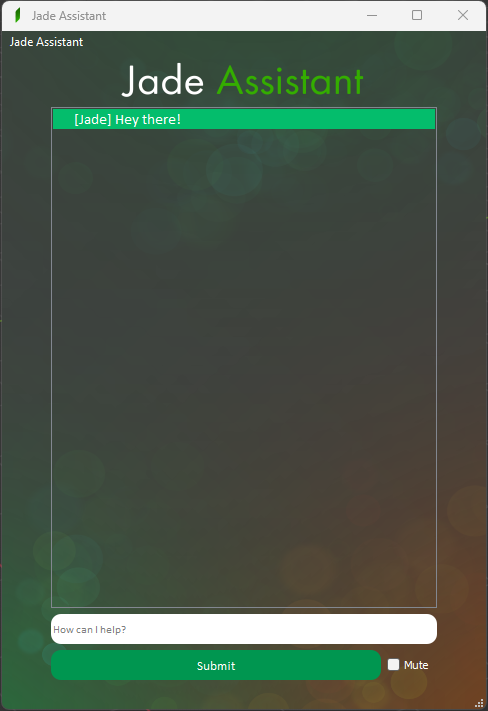 Jade Assistant
Jade Assistant
Jade Assistant
[Jade] Hey there!
How can I help?
Submit
Mute